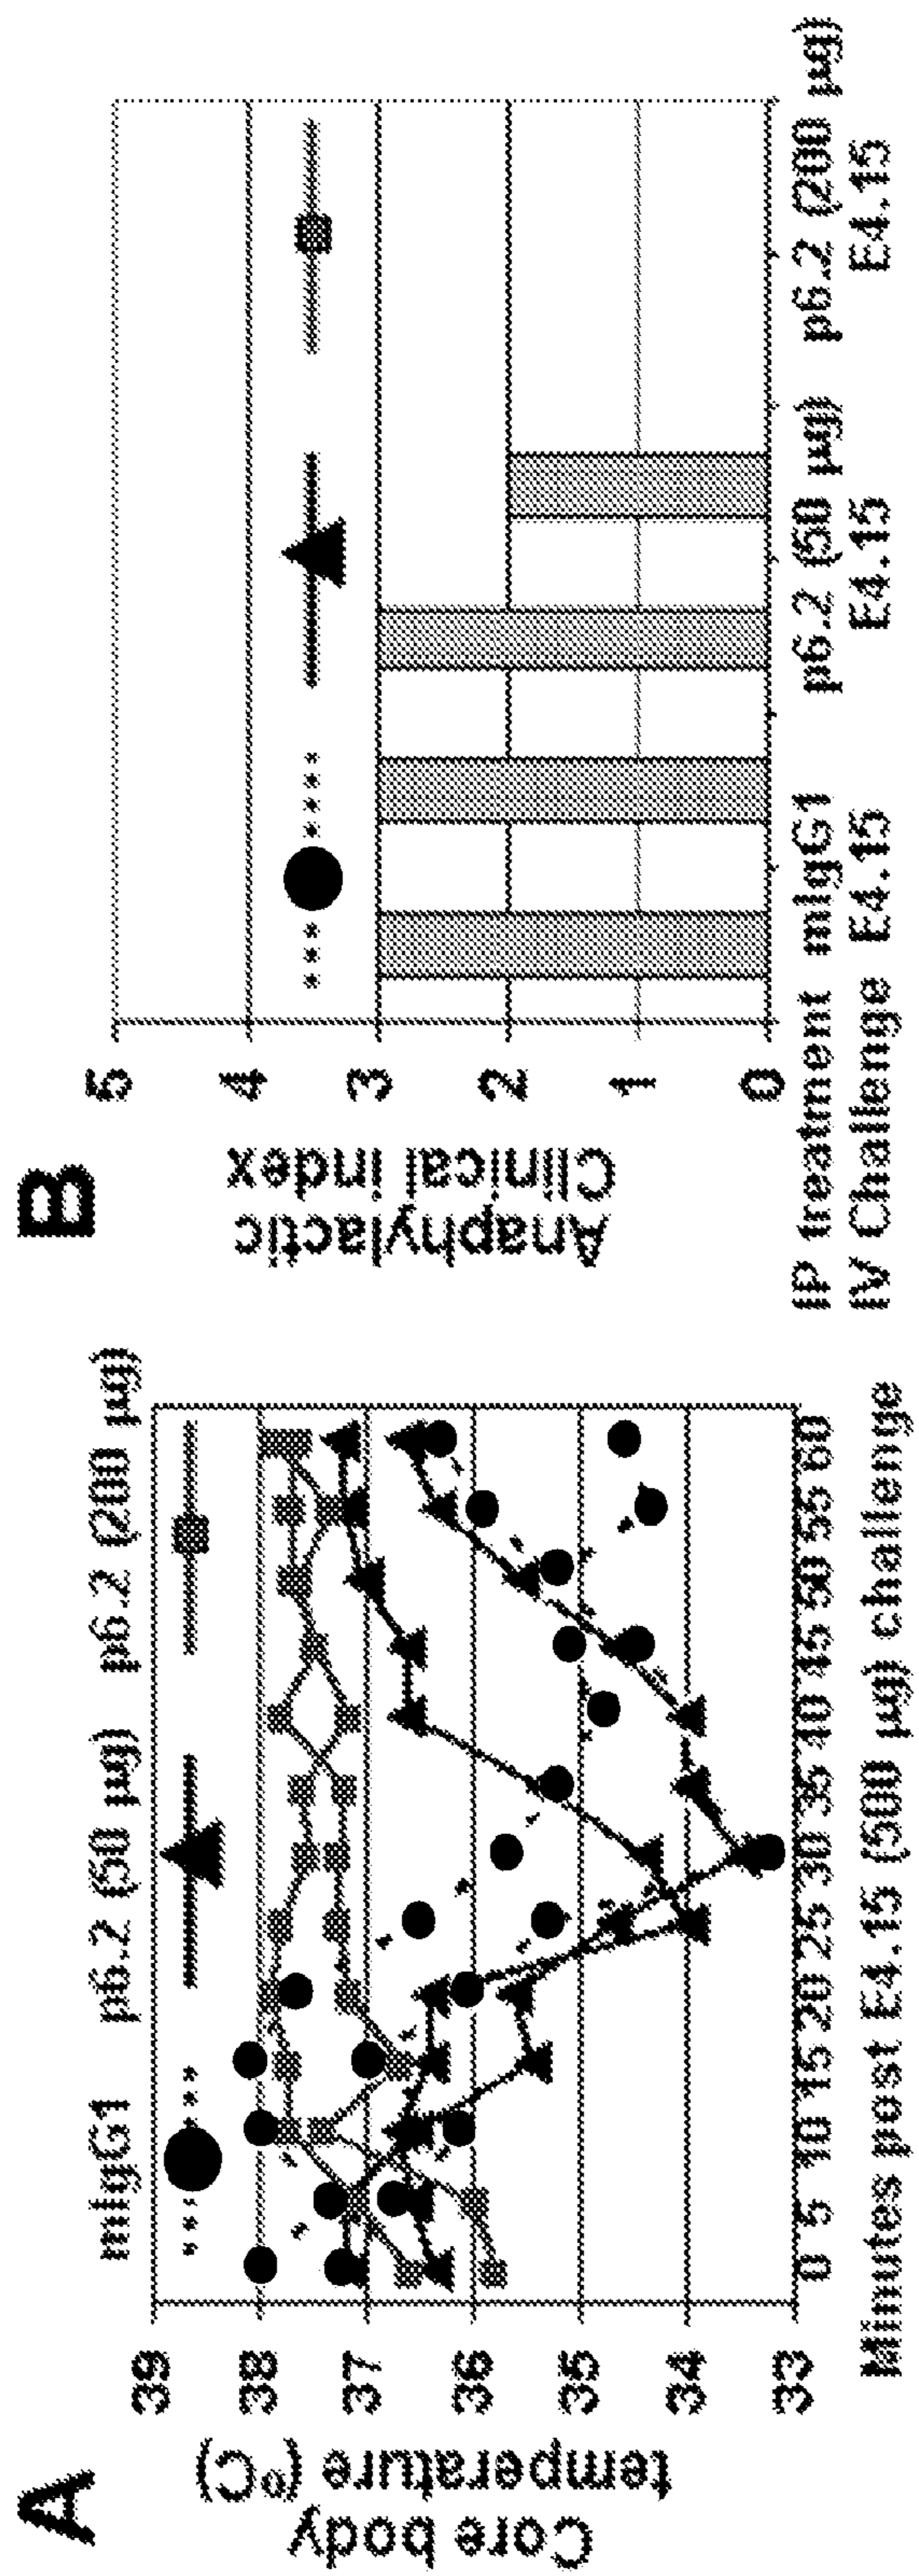 A
mIgG1 p6.2 (50 µg) p6.2 (200 µg)
39
38
37
36
35
34
33
Core body
temperature (ºC)
0 5 10 15 20 25 30 35 40 45 50 55 60
Minutes post E4.15 (500 µg) challenge
B
5
4
3
2
1
0
Anaphylactic
Clinical index
IP treatment mIgG1 p6.2 (50 µg) p6.2 (200 µg)
IV Challenge E4.15 E4.15 E4.15